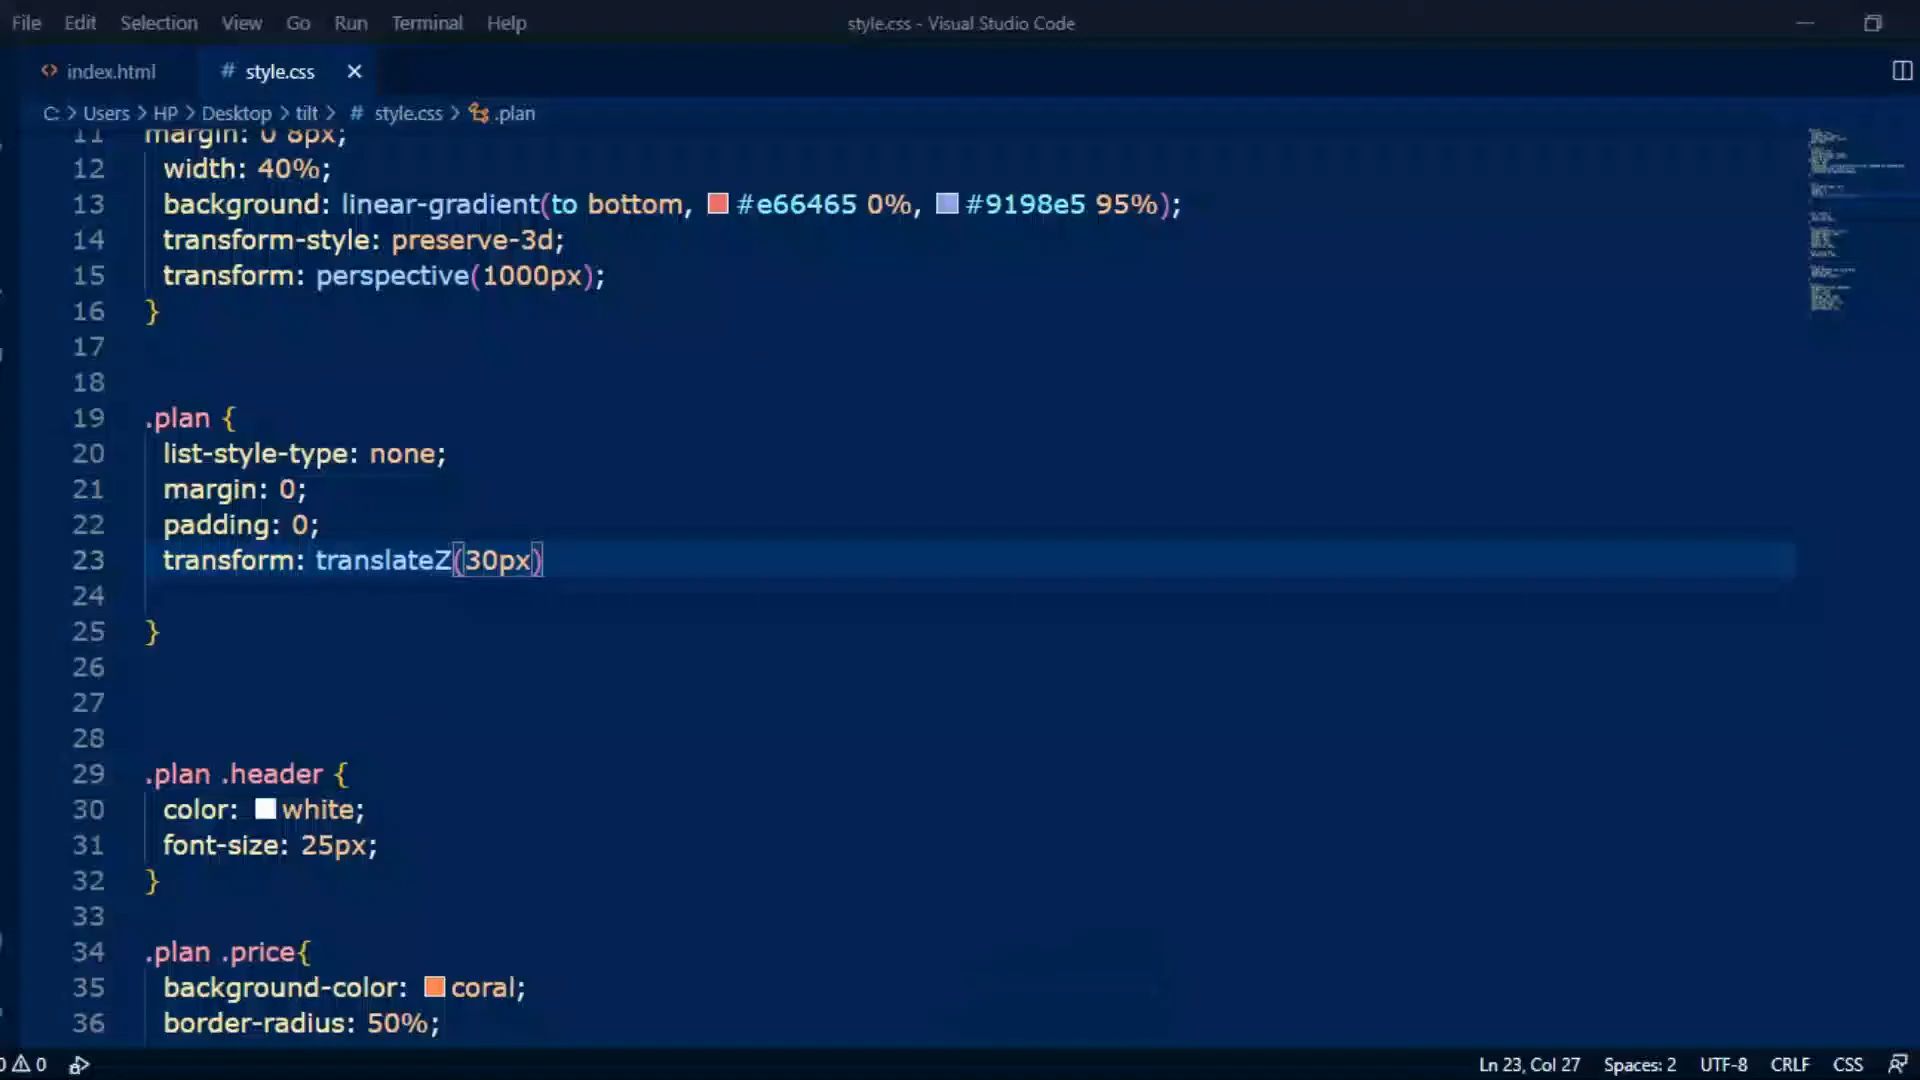 File Edit Selection View Go Run Terminal Help style.css - Visual Studio Code
<> index.html # style.css ×
C: > Users > HP > Desktop > tilt > # style.css > .plan
11 margin: 0 8px;
12 width: 40%;
13 background: linear-gradient(to bottom, #e66465 0%, #9198e5 95%);
14 transform-style: preserve-3d;
15 transform: perspective(1000px);
16 }
17
18
19 .plan {
20 list-style-type: none;
21 margin: 0;
22 padding: 0;
23 transform: translateZ(30px)
24
25 }
26
27
28
29 .plan .header {
30 color: white;
31 font-size: 25px;
32 }
33
34 .plan .price{
35 background-color: coral;
36 border-radius: 50%;
0 0 Ln 23, Col 27 Spaces: 2 UTF-8 CRLF CSS